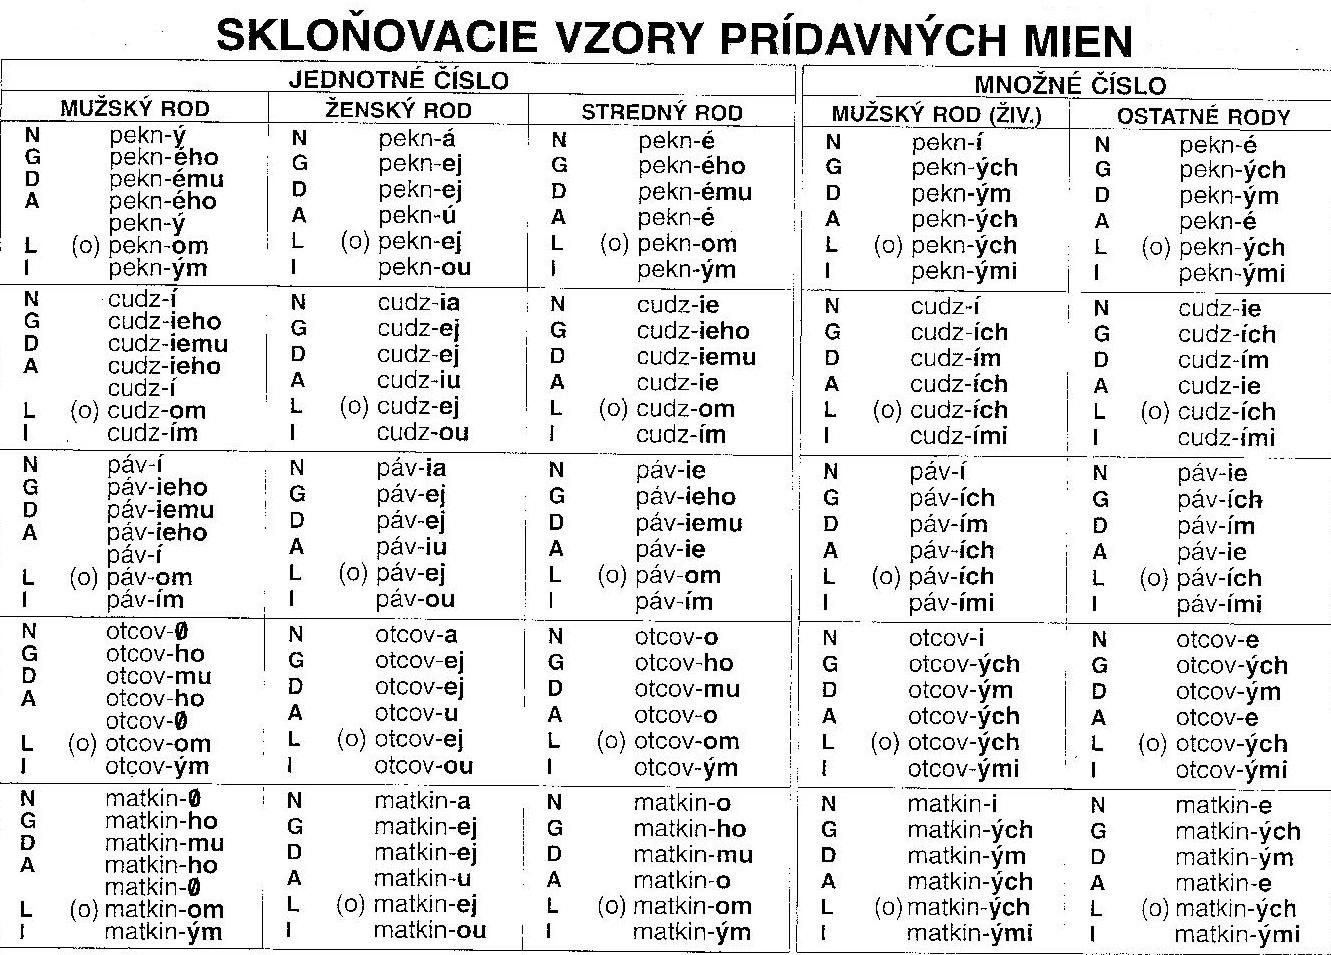 SKLOŇOVACIE VZORY PRÍDAVNÝCH MIEN
JEDNOTNÉ ČÍSLO
MNOŽNÉ ČÍSLO
MUŽSKÝ ROD
ŽENSKÝ ROD
STREDNÝ ROD
MUŽSKÝ ROD (ŽIV.)
OSTATNÉ RODY
N pekn-ý
G pekn-ého
D pekn-ému
A pekn-ého
pekn-ý
L (o) pekn-om
I pekn-ým
N pekn-á
G pekn-ej
D pekn-ej
A pekn-ú
L (o) pekn-ej
I pekn-ou
N pekn-é
G pekn-ého
D pekn-ému
A pekn-é
L (o) pekn-om
I pekn-ým
N pekn-í
G pekn-ých
D pekn-ým
A pekn-ých
L (o) pekn-ých
I pekn-ými
N pekn-é
G pekn-ých
D pekn-ým
A pekn-é
L (o) pekn-ých
I pekn-ými
N cudz-í
G cudz-ieho
D cudz-iemu
A cudz-ieho
cudz-í
L (o) cudz-om
I cudz-ím
N cudz-ia
G cudz-ej
D cudz-ej
A cudz-iu
L (o) cudz-ej
I cudz-ou
N cudz-ie
G cudz-ieho
D cudz-iemu
A cudz-ie
L (o) cudz-om
I cudz-ím
N cudz-í
G cudz-ích
D cudz-ím
A cudz-ích
L (o) cudz-ích
I cudz-ími
N cudz-ie
G cudz-ích
D cudz-ím
A cudz-ie
L (o) cudz-ích
I cudz-ími
N páv-í
G páv-ieho
D páv-iemu
A páv-ieho
páv-í
L (o) páv-om
I páv-ím
N páv-ia
G páv-ej
D páv-ej
A páv-iu
L (o) páv-ej
I páv-ou
N páv-ie
G páv-ieho
D páv-iemu
A páv-ie
L (o) páv-om
I páv-ím
N páv-í
G páv-ích
D páv-ím
A páv-ích
L (o) páv-ích
I páv-ími
N páv-ie
G páv-ích
D páv-ím
A páv-ie
L (o) páv-ích
I páv-ími
N otcov-0
G otcov-ho
D otcov-mu
A otcov-ho
otcov-0
L (o) otcov-om
I otcov-ým
N otcov-a
G otcov-ej
D otcov-ej
A otcov-u
L (o) otcov-ej
I otcov-ou
N otcov-o
G otcov-ho
D otcov-mu
A otcov-o
L (o) otcov-om
I otcov-ým
N otcov-i
G otcov-ých
D otcov-ým
A otcov-ých
L (o) otcov-ých
I otcov-ými
N otcov-e
G otcov-ých
D otcov-ým
A otcov-e
L (o) otcov-ých
I otcov-ými
N matkin-0
G matkin-ho
D matkin-mu
A matkin-ho
matkin-0
L (o) matkin-om
I matkin-ým
N matkin-a
G matkin-ej
D matkin-ej
A matkin-u
L (o) matkin-ej
I matkin-ou
N matkin-o
G matkin-ho
D matkin-mu
A matkin-o
L (o) matkin-om
I matkin-ým
N matkin-i
G matkin-ých
D matkin-ým
A matkin-ých
L (o) matkin-ých
I matkin-ými
N matkin-e
G matkin-ých
D matkin-ým
A matkin-e
L (o) matkin-ých
I matkin-ými